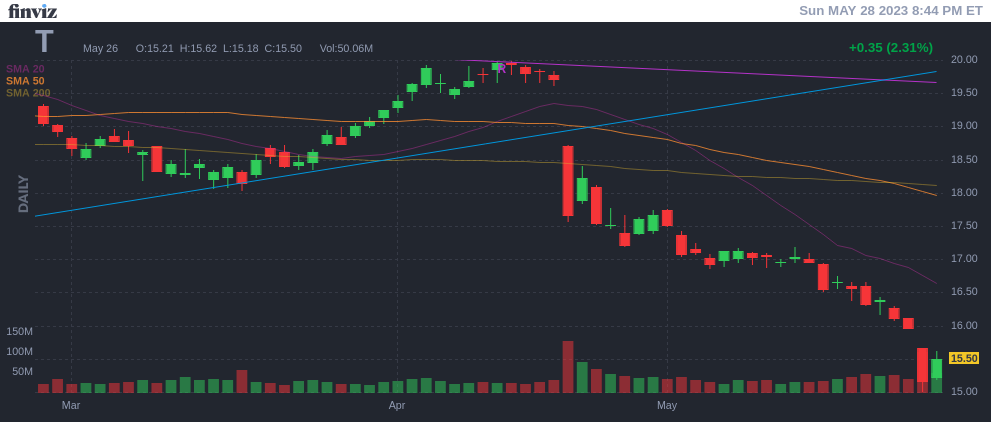 finviz
Sun MAY 28 2023 8:44 PM ET
T
May 26 O:15.21 H:15.62 L:15.18 C:15.50 Vol:50.06M
+0.35 (2.31%)
SMA 20
SMA 50
SMA 200
R
20.00
19.50
19.00
18.50
18.00
17.50
17.00
16.50
16.00
15.50
15.00
DAILY
150M
100M
50M
Mar
Apr
May